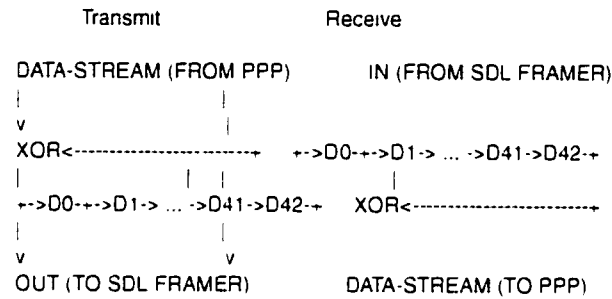 Transmit Receive
DATA-STREAM (FROM PPP) IN (FROM SDL FRAMER)
| |
v |
XOR<------------------------+ +->D0-+->D1-> ... ->D41->D42-+
| | | |
+->D0-+->D1-> ... ->D41->D42-+ XOR<------------------------+
| |
v v
OUT (TO SDL FRAMER) DATA-STREAM (TO PPP)